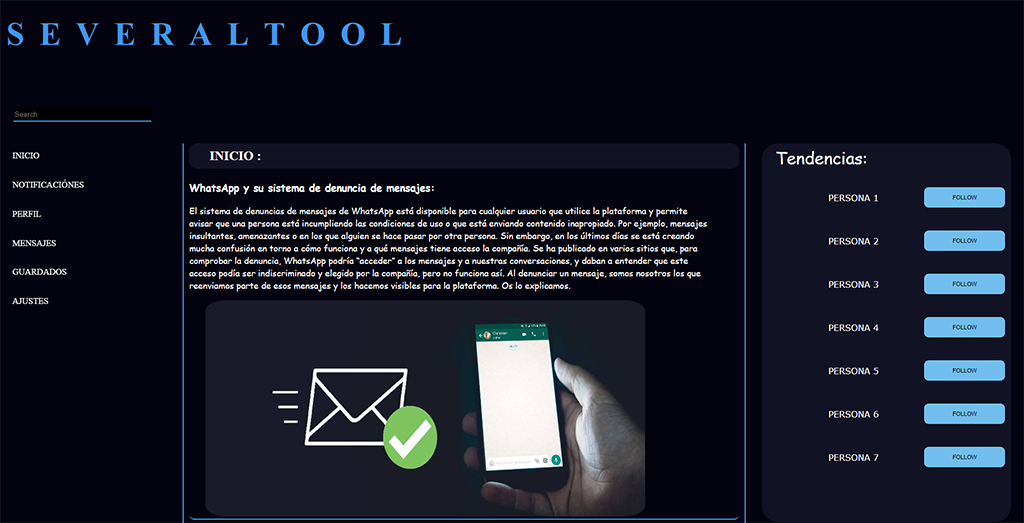 SEVERALTOOL
Search
INICIO
NOTIFICACIÓNES
PERFIL
MENSAJES
GUARDADOS
AJUSTES
INICIO :
WhatsApp y su sistema de denuncia de mensajes:
El sistema de denuncias de mensajes de WhatsApp está disponible para cualquier usuario que utilice la plataforma y permite
avisar que una persona está incumpliendo las condiciones de uso o que está enviando contenido inapropiado. Por ejemplo, mensajes
insultantes, amenazantes o en los que alguien se hace pasar por otra persona. Sin embargo, en los últimos días se está creando
mucha confusión en torno a cómo funciona y a qué mensajes tiene acceso la compañía. Se ha publicado en varios sitios que, para
comprobar la denuncia, WhatsApp podría “acceder” a los mensajes y a nuestras conversaciones, y daban a entender que este
acceso podía ser indiscriminado y elegido por la compañía, pero no funciona así. Al denunciar un mensaje, somos nosotros los que
reenviamos parte de esos mensajes y los hacemos visibles para la plataforma. Os lo explicamos.
Tendencias:
PERSONA 1 FOLLOW
PERSONA 2 FOLLOW
PERSONA 3 FOLLOW
PERSONA 4 FOLLOW
PERSONA 5 FOLLOW
PERSONA 6 FOLLOW
PERSONA 7 FOLLOW